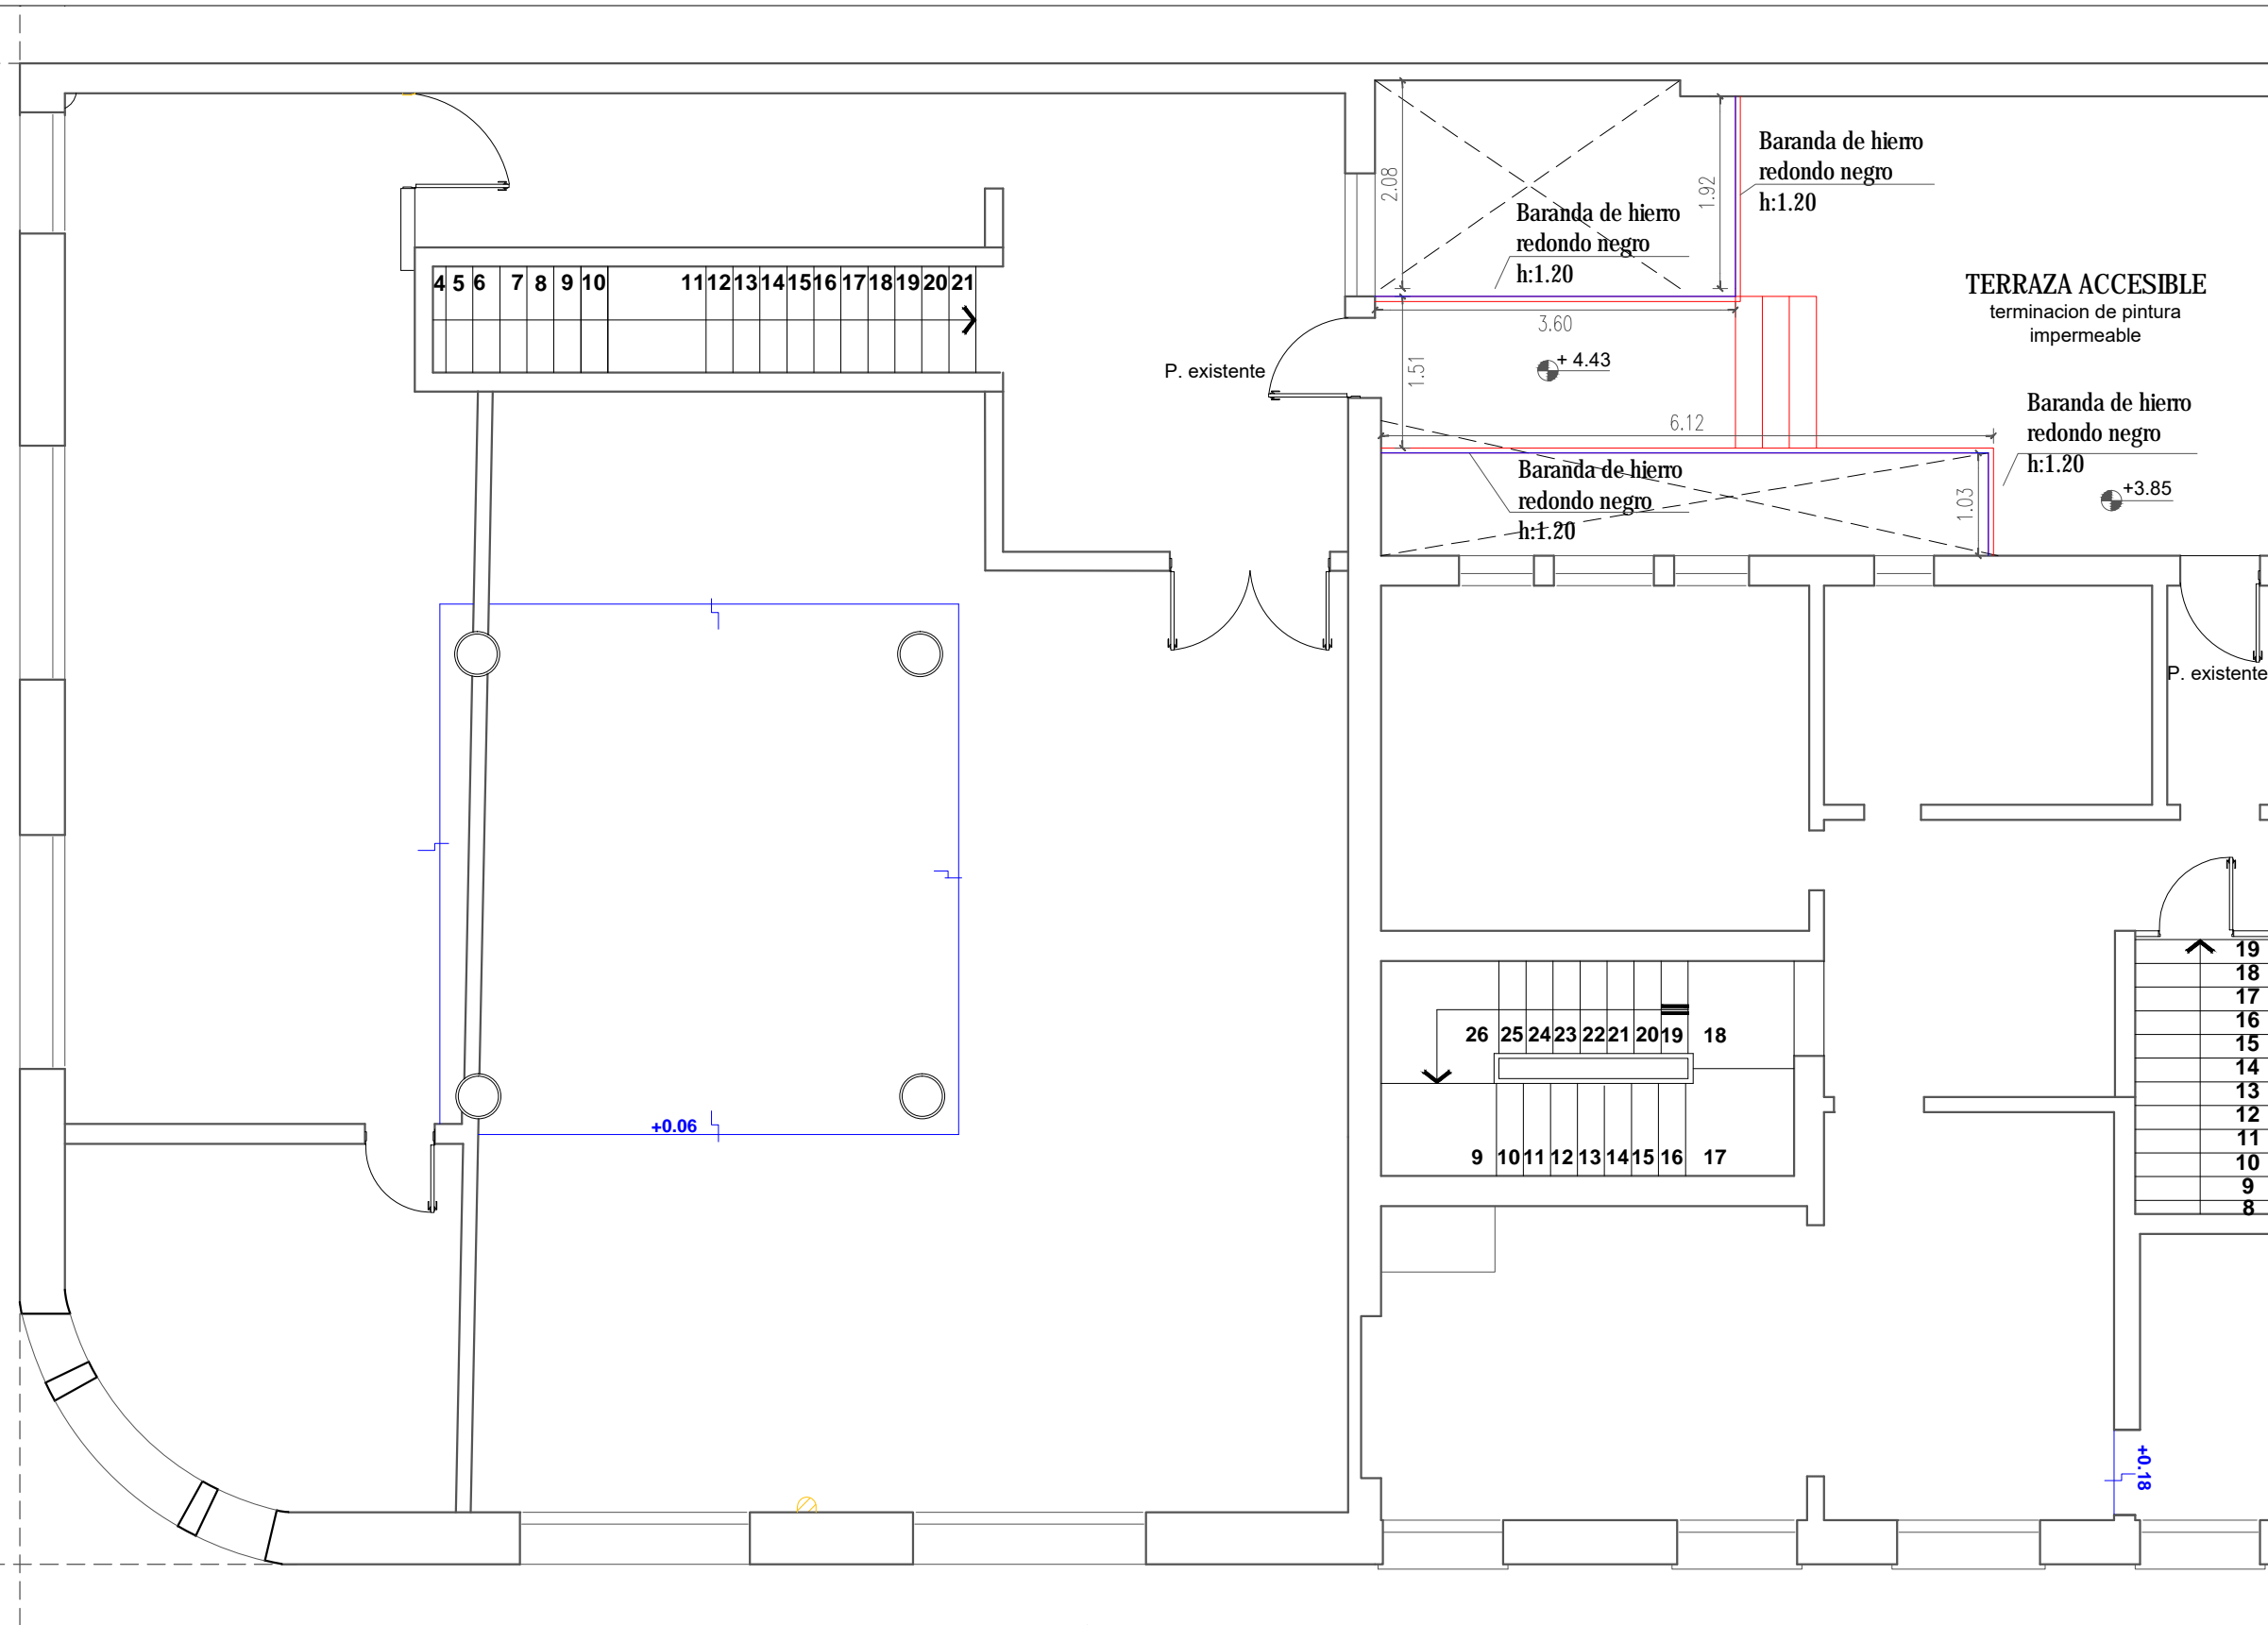 Baranda de hierro
redondo negro
h:1.20
2.08
1.92
Baranda de hierro
redondo negro
h:1.20
4 5 6 7 8 9 10 11 12 13 14 15 16 17 18 19 20 21
TERRAZA ACCESIBLE
terminacion de pintura
impermeable
3.60
P. existente
1.51
+ 4.43
6.12
Baranda de hierro
redondo negro
h:1.20
Baranda de hierro
redondo negro
h:1.20
1.03
+3.85
P. existente
19
18
17
16
15
14
13
12
11
10
9
8
26 25 24 23 22 21 20 19 18
9 10 11 12 13 14 15 16 17
+0.06
+0.18